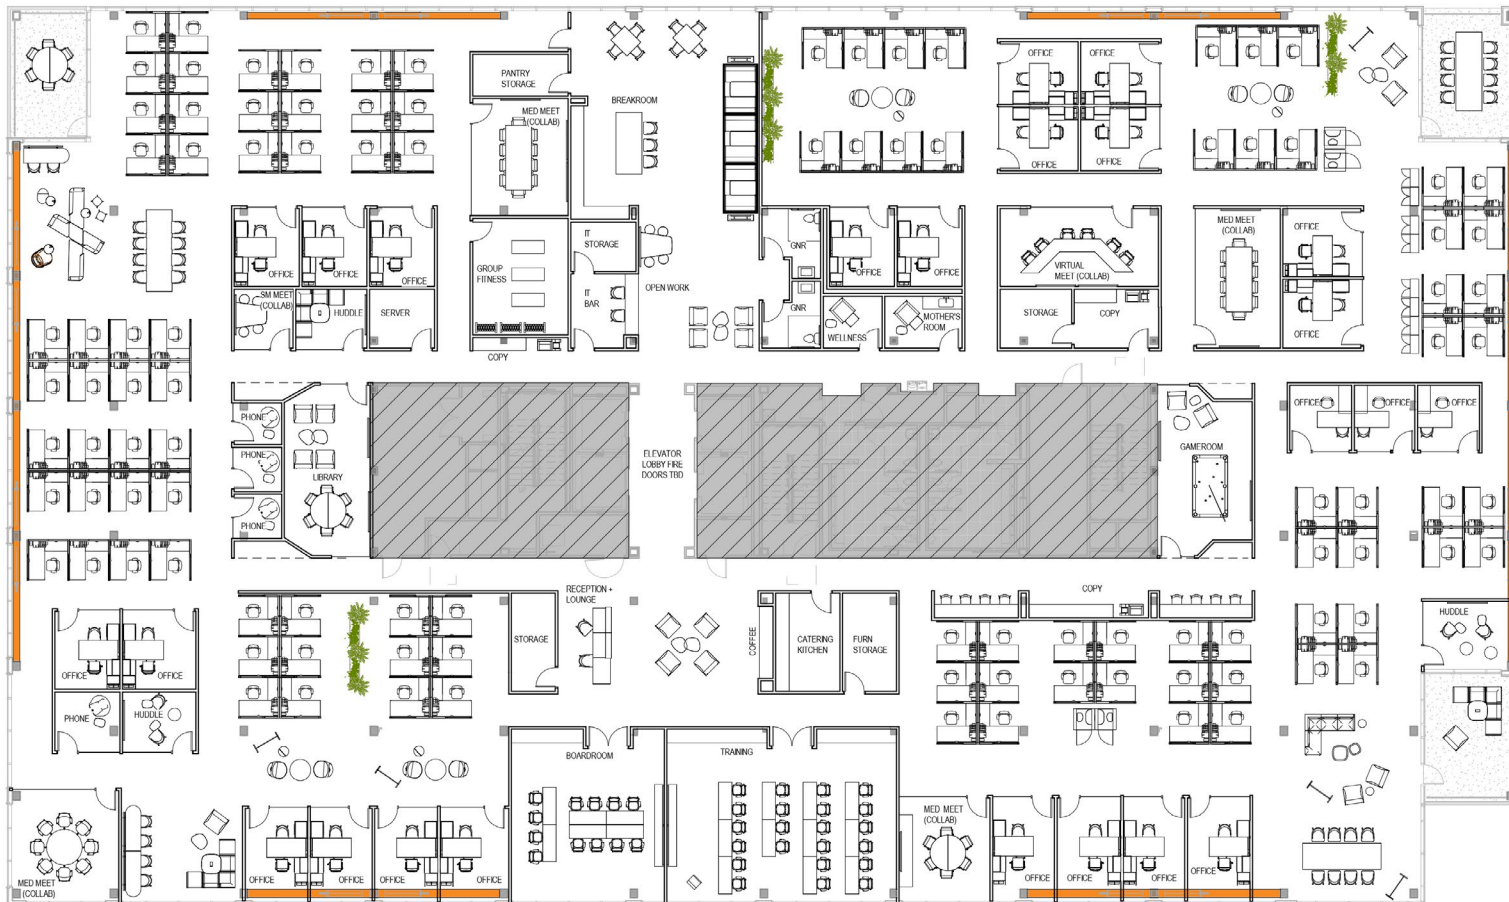 PANTRY
STORAGE
BREAKROOM
MED MEET
(COLLAB)
OFFICE
OFFICE
OFFICE
OFFICE
IT
STORAGE
GROUP
FITNESS
IT
BAR
OPEN WORK
COPY
OFFICE
OFFICE
OFFICE
SM MEET
(COLLAB)
HUDDLE
SERVER
GNR
GNR
OFFICE
OFFICE
WELLNESS
MOTHER'S
ROOM
VIRTUAL
MEET (COLLAB)
STORAGE
COPY
MED MEET
(COLLAB)
OFFICE
OFFICE
PHONE
PHONE
PHONE
LIBRARY
ELEVATOR
LOBBY FIRE
DOORS TBD
GAMEROOM
OFFICE
OFFICE
OFFICE
RECEPTION +
LOUNGE
STORAGE
COFFEE
CATERING
KITCHEN
FURN
STORAGE
COPY
HUDDLE
OFFICE
OFFICE
PHONE
HUDDLE
BOARDROOM
TRAINING
MED MEET
(COLLAB)
OFFICE
OFFICE
OFFICE
OFFICE
MED MEET
(COLLAB)
OFFICE
OFFICE
OFFICE
OFFICE